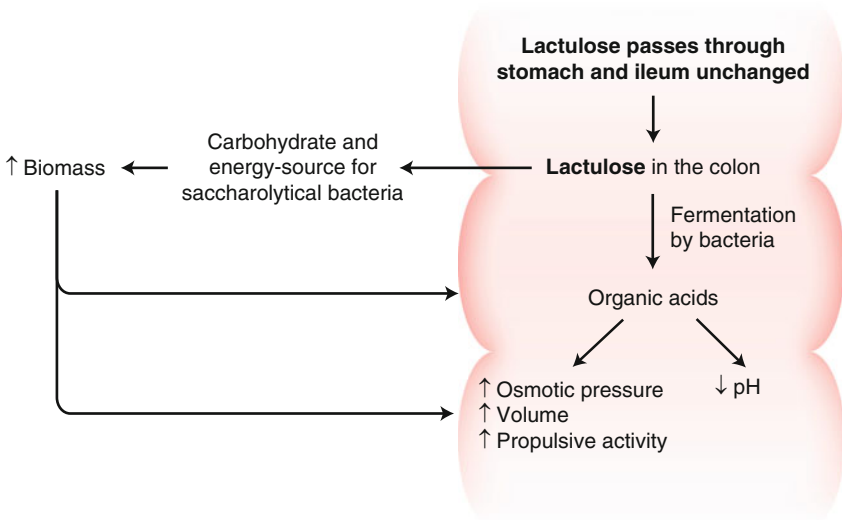 Lactulose passes through
stomach and ileum unchanged
↑ Biomass
Carbohydrate and
energy-source for
saccharolytical bacteria
Lactulose in the colon
Fermentation
by bacteria
Organic acids
↑ Osmotic pressure
↑ Volume
↑ Propulsive activity
↓ pH